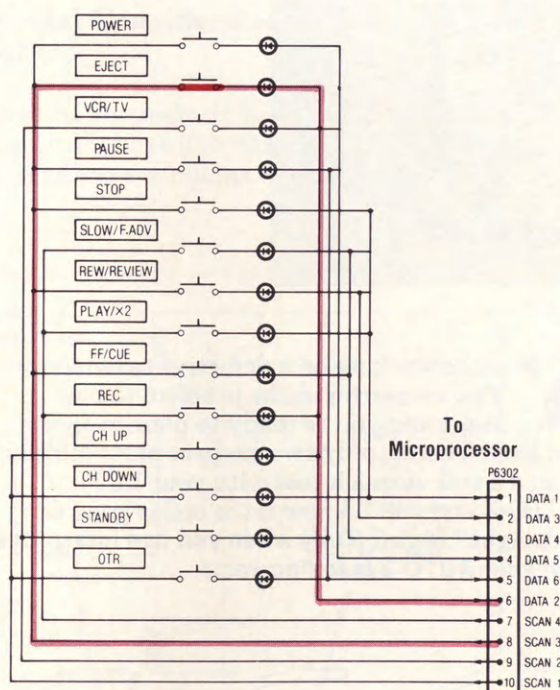 POWER
EJECT
VCR/TV
PAUSE
STOP
SLOW/F.ADV
REW/REVIEW
PLAY/×2
FF/CUE
REC
CH UP
CH DOWN
STANDBY
OTR
To
Microprocessor
P6302
1 DATA 1
2 DATA 3
3 DATA 4
4 DATA 5
5 DATA 6
6 DATA 2
7 SCAN 4
8 SCAN 3
9 SCAN 2
10 SCAN 1